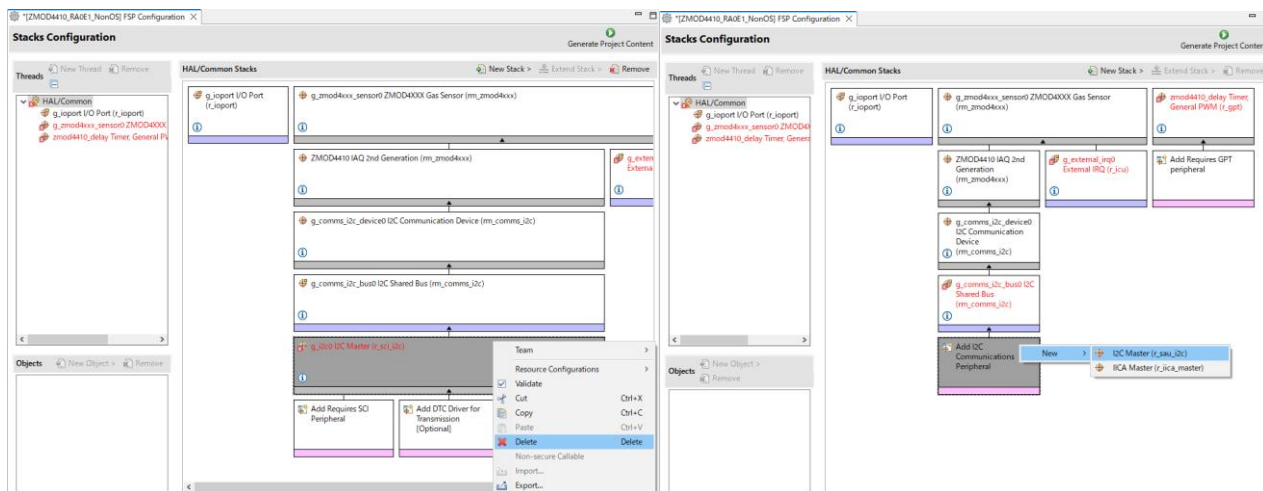 *[ZMOD4410_RA0E1_NonOS] FSP Configuration
Stacks Configuration
Generate Project Content
Threads
New Thread
Remove
HAL/Common
g_ioport I/O Port (r_ioport)
g_zmod4xxx_sensor0 ZMOD4XXX
zmod4410_delay Timer, General P
Objects
New Object >
Remove
HAL/Common Stacks
New Stack >
Extend Stack >
Remove
g_ioport I/O Port
(r_ioport)
g_zmod4xxx_sensor0 ZMOD4XXX Gas Sensor (rm_zmod4xxx)
ZMOD4410 IAQ 2nd Generation (rm_zmod4xxx)
g_extern
Externa
g_comms_i2c_device0 I2C Communication Device (rm_comms_i2c)
g_comms_i2c_bus0 I2C Shared Bus (rm_comms_i2c)
g_i2c0 I2C Master (r_sci_i2c)
Add Requires SCI
Peripheral
Add DTC Driver for
Transmission
[Optional]
Team
Resource Configurations
Validate
Cut Ctrl+X
Copy Ctrl+C
Paste Ctrl+V
Delete Delete
Non-secure Callable
Import...
Export...
*[ZMOD4410_RA0E1_NonOS] FSP Configuration
Stacks Configuration
Generate Project Conter
Threads
New Thread
Remove
HAL/Common
g_ioport I/O Port (r_ioport)
g_zmod4xxx_sensor0 ZMOD4
zmod4410_delay Timer, Genera
Objects
New Object >
Remove
HAL/Common Stacks
New Stack >
Extend Stack >
Remove
g_ioport I/O Port
(r_ioport)
g_zmod4xxx_sensor0 ZMOD4XXX Gas Sensor
(rm_zmod4xxx)
zmod4410_delay Timer,
General PWM (r_gpt)
ZMOD4410 IAQ 2nd
Generation
(rm_zmod4xxx)
g_external_irq0
External IRQ (r_icu)
Add Requires GPT
peripheral
g_comms_i2c_device0
I2C Communication
Device
(rm_comms_i2c)
g_comms_i2c_bus0 I2C
Shared Bus
(rm_comms_i2c)
Add I2C
Communications
Peripheral
New >
I2C Master (r_sau_i2c)
IICA Master (r_iica_master)